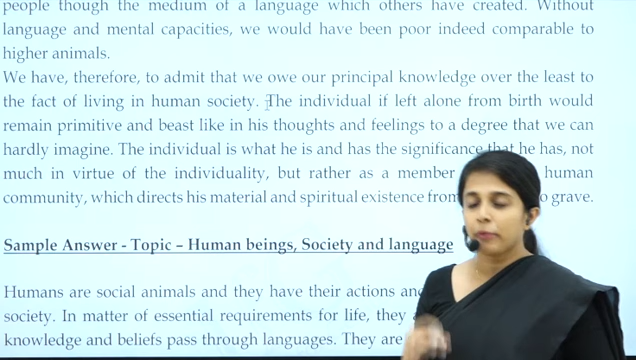 people though the medium of a language which others have created. Without
language and mental capacities, we would have been poor indeed comparable to
higher animals.
We have, therefore, to admit that we owe our principal knowledge over the least to
the fact of living in human society. The individual if left alone from birth would
remain primitive and beast like in his thoughts and feelings to a degree that we can
hardly imagine. The individual is what he is and has the significance that he has, not
much in virtue of the individuality, but rather as a member human
community, which directs his material and spiritual existence from o grave.
Sample Answer - Topic – Human beings, Society and language
Humans are social animals and they have their actions and
society. In matter of essential requirements for life, they
knowledge and beliefs pass through languages. They are